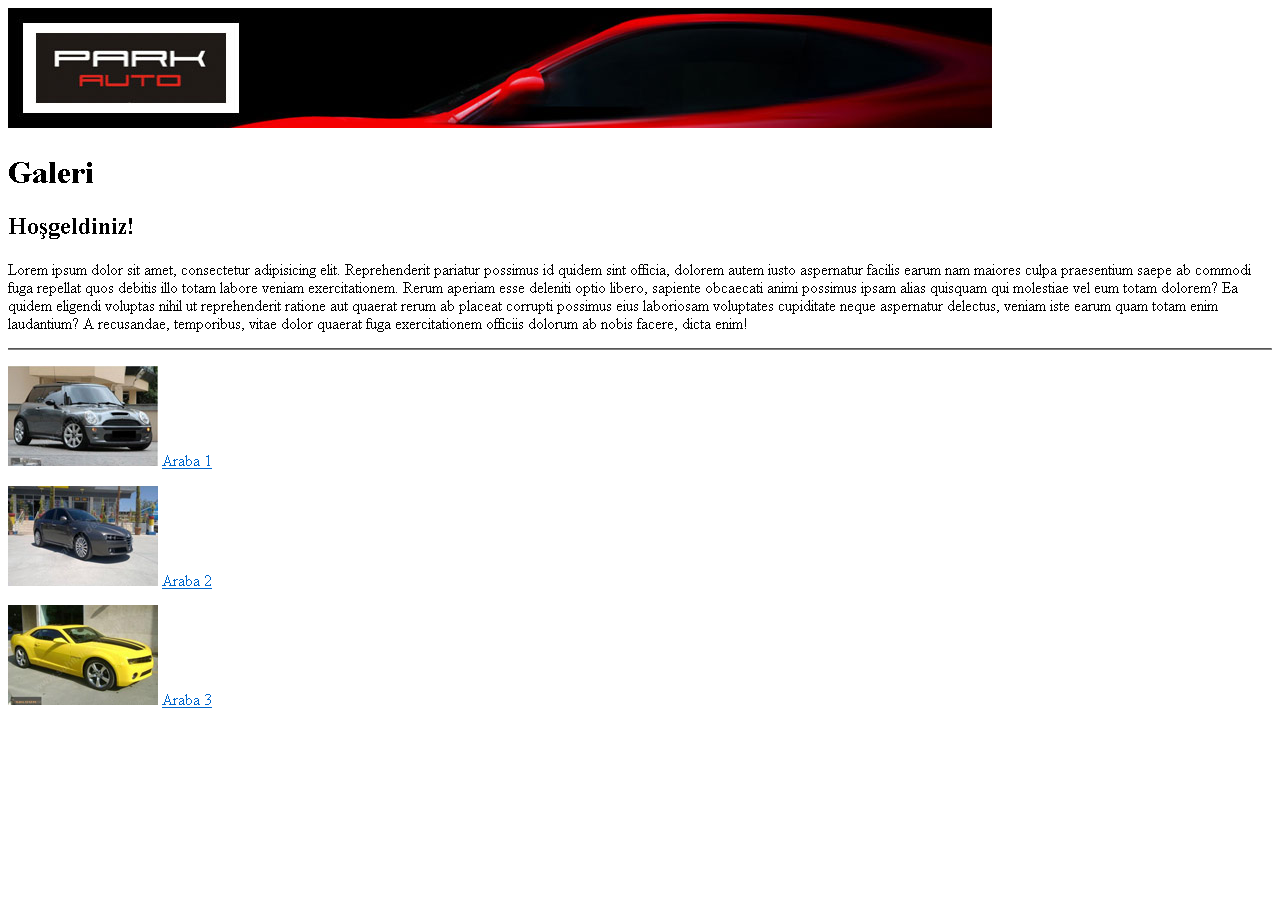 PARK
AUTO
Galeri
Hoşgeldiniz!
Lorem ipsum dolor sit amet, consectetur adipisicing elit. Reprehenderit pariatur possimus id quidem sint officia, dolorem autem iusto aspernatur facilis earum nam maiores culpa praesentium saepe ab commodi
fuga repellat quos debitis illo totam labore veniam exercitationem. Rerum aperiam esse deleniti optio libero, sapiente obcaecati animi possimus ipsam alias quisquam qui molestiae vel eum totam dolorem? Ea
quidem eligendi voluptas nihil ut reprehenderit ratione aut quaerat rerum ab placeat corrupti possimus eius laboriosam voluptates cupiditate neque aspernatur delectus, veniam iste earum quam totam enim
laudantium? A recusandae, temporibus, vitae dolor quaerat fuga exercitationem officiis dolorum ab nobis facere, dicta enim!
Araba 1
Araba 2
Araba 3